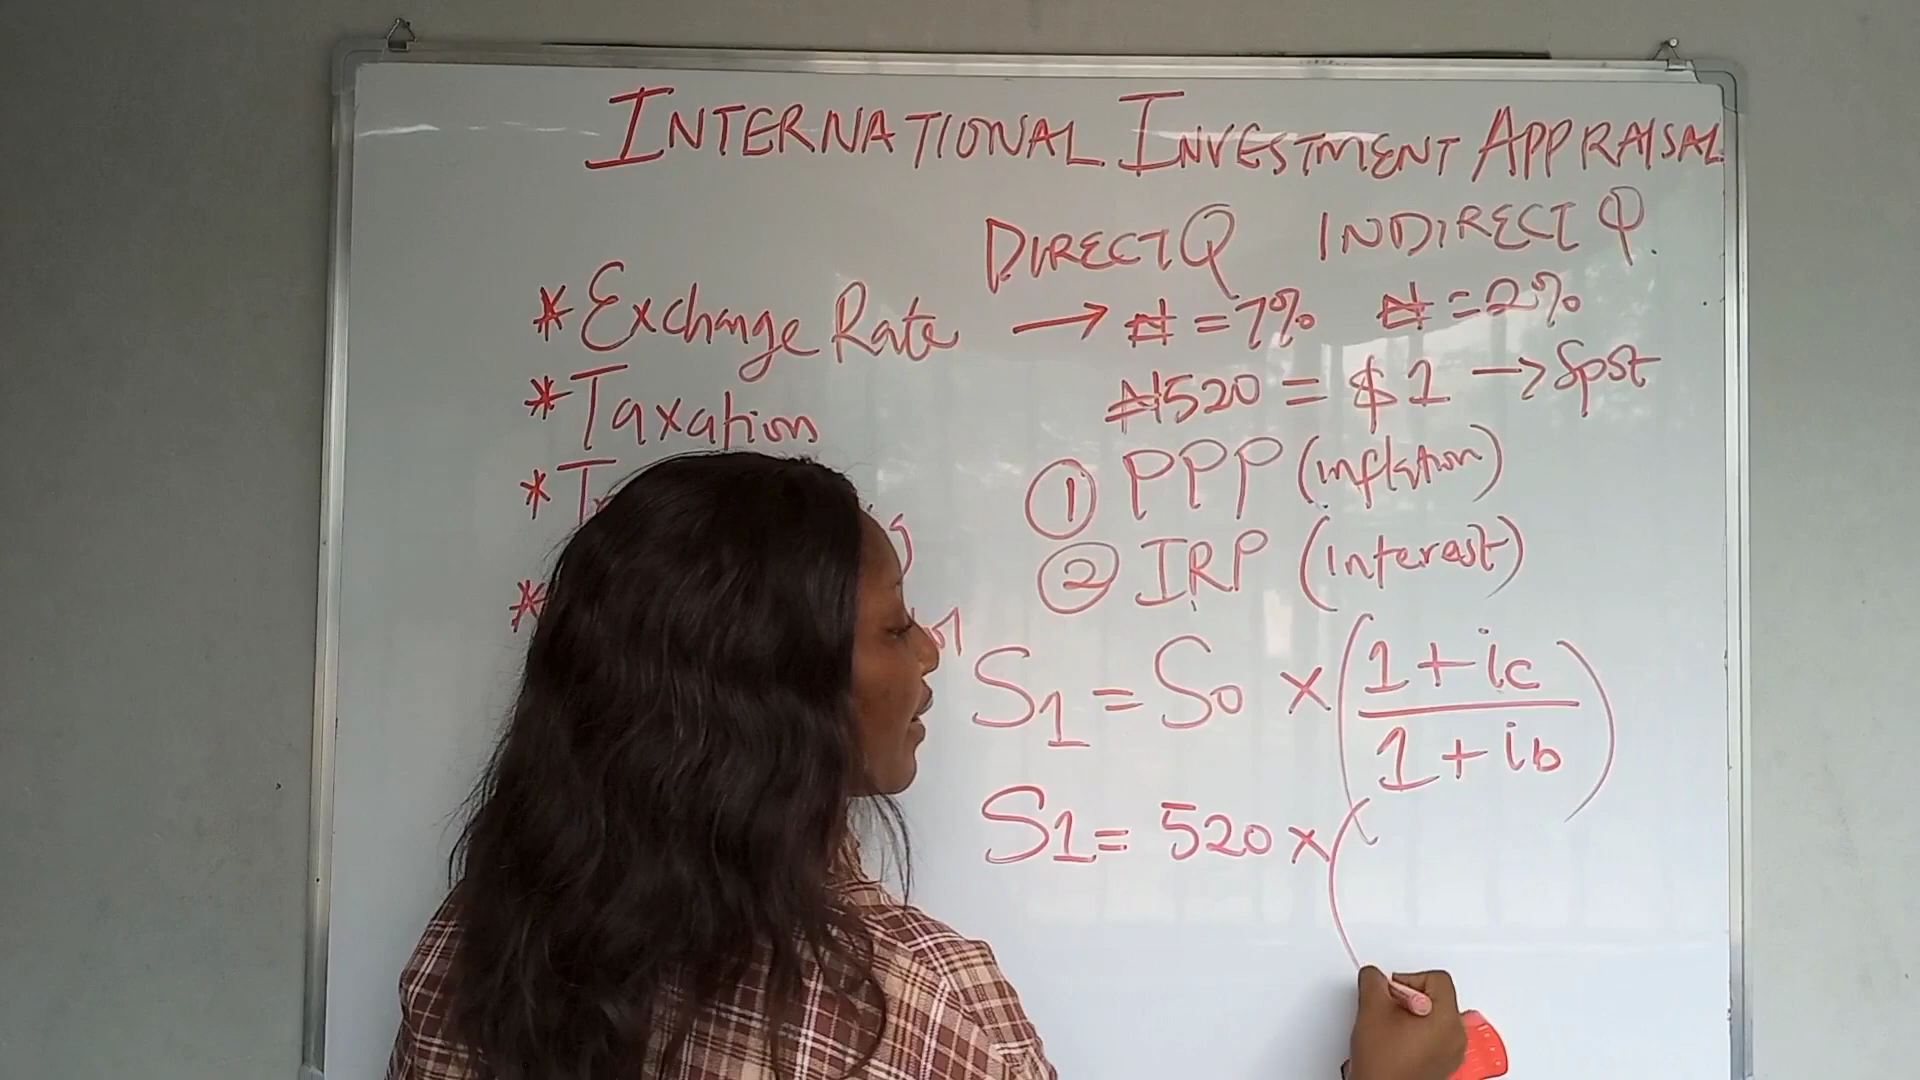 INTERNATIONAL INVESTMENT APPRAISAL
DIRECT Q INDIRECT Q.
* Exchange Rate → ₦ = 7% ₦ = 2%
* Taxation
₦520 = $1 → Spot
*
① PPP (inflation)
② IRP (interest)
*
S1 = S0 × (1 + ic
1 + ib)
S1 = 520 × (